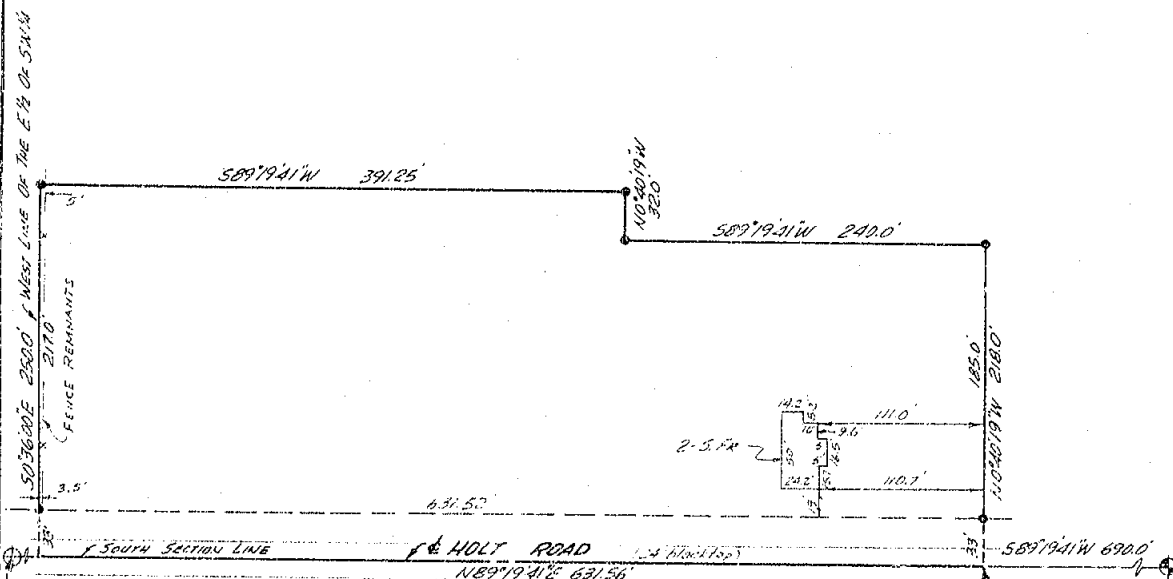 S0°36'00"E 250.0' & WEST LINE OF THE E½ OF SW¼
217.0'
FENCE REMNANTS
5'
3.5'
33'
S89°19'41"W 391.25'
N0°40'19"W
32.0'
S89°19'41"W 240.0'
185.0'
N0°40'19"W 218.0'
14.2'
111.0'
9.6'
16.5
2-S. FR
24.2'
110.7'
631.52'
SOUTH SECTION LINE
& ℄ HOLT ROAD
blacktop)
N89°19'41"E 631.56'
33'
S89°19'41"W 690.0'